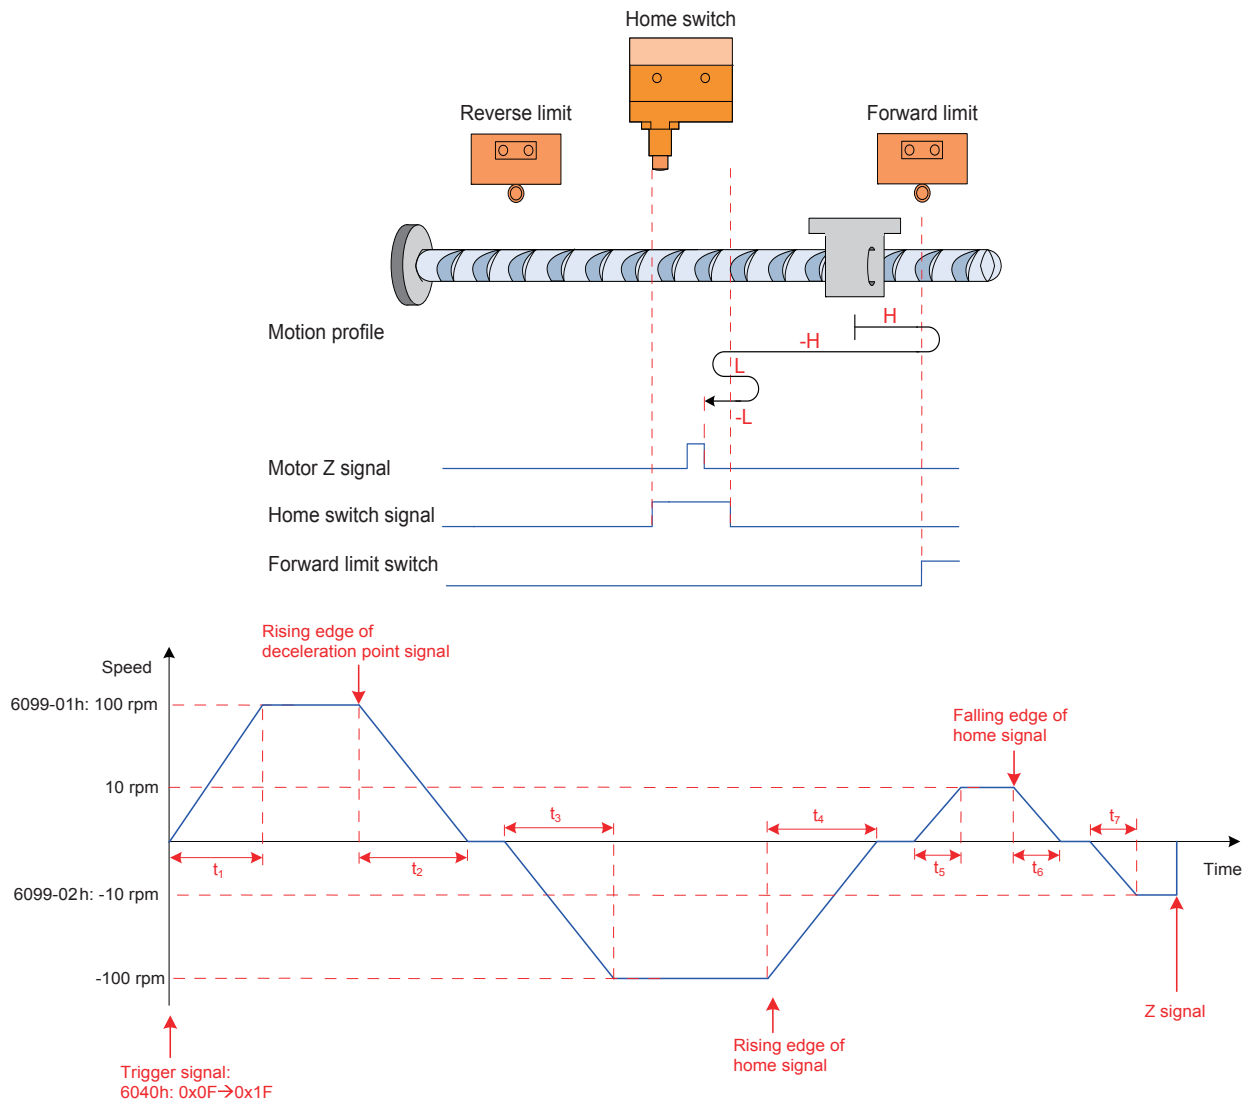 Home switch
Reverse limit
Forward limit
Motion profile
H
-H
L
-L
Motor Z signal
Home switch signal
Forward limit switch
Rising edge of
deceleration point signal
Speed
6099-01h: 100 rpm
Falling edge of
home signal
10 rpm
t3
t4
t7
t1
t2
t5
t6
Time
6099-02h: -10 rpm
-100 rpm
Z signal
Rising edge of
home signal
Trigger signal:
6040h: 0x0F→0x1F